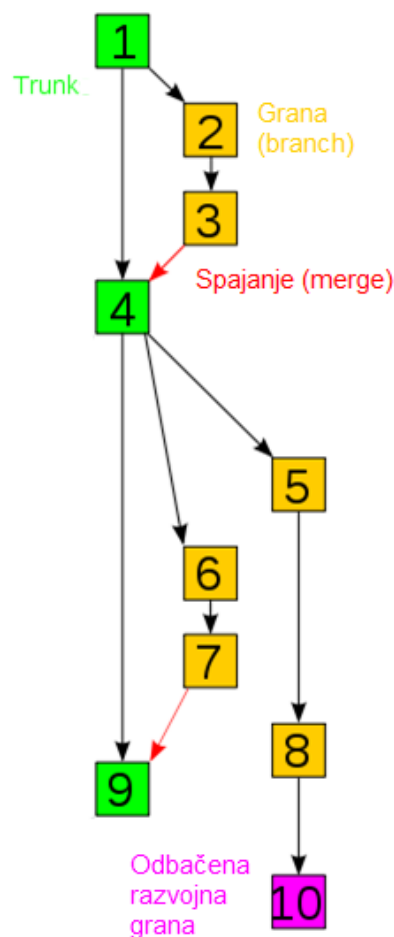 1
Trunk
2
Grana
(branch)
3
Spajanje (merge)
4
5
6
7
8
9
Odbačena
razvojna
grana
10